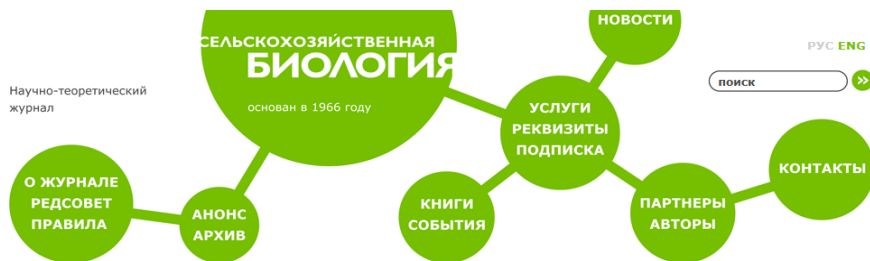 НОВОСТИ
СЕЛЬСКОХОЗЯЙСТВЕННАЯ
БИОЛОГИЯ
РУС ENG
поиск
Научно-теоретический
журнал
основан в 1966 году
УСЛУГИ
РЕКВИЗИТЫ
ПОДПИСКА
КОНТАКТЫ
О ЖУРНАЛЕ
РЕДСОВЕТ
ПРАВИЛА
АНОНС
АРХИВ
КНИГИ
СОБЫТИЯ
ПАРТНЕРЫ
АВТОРЫ